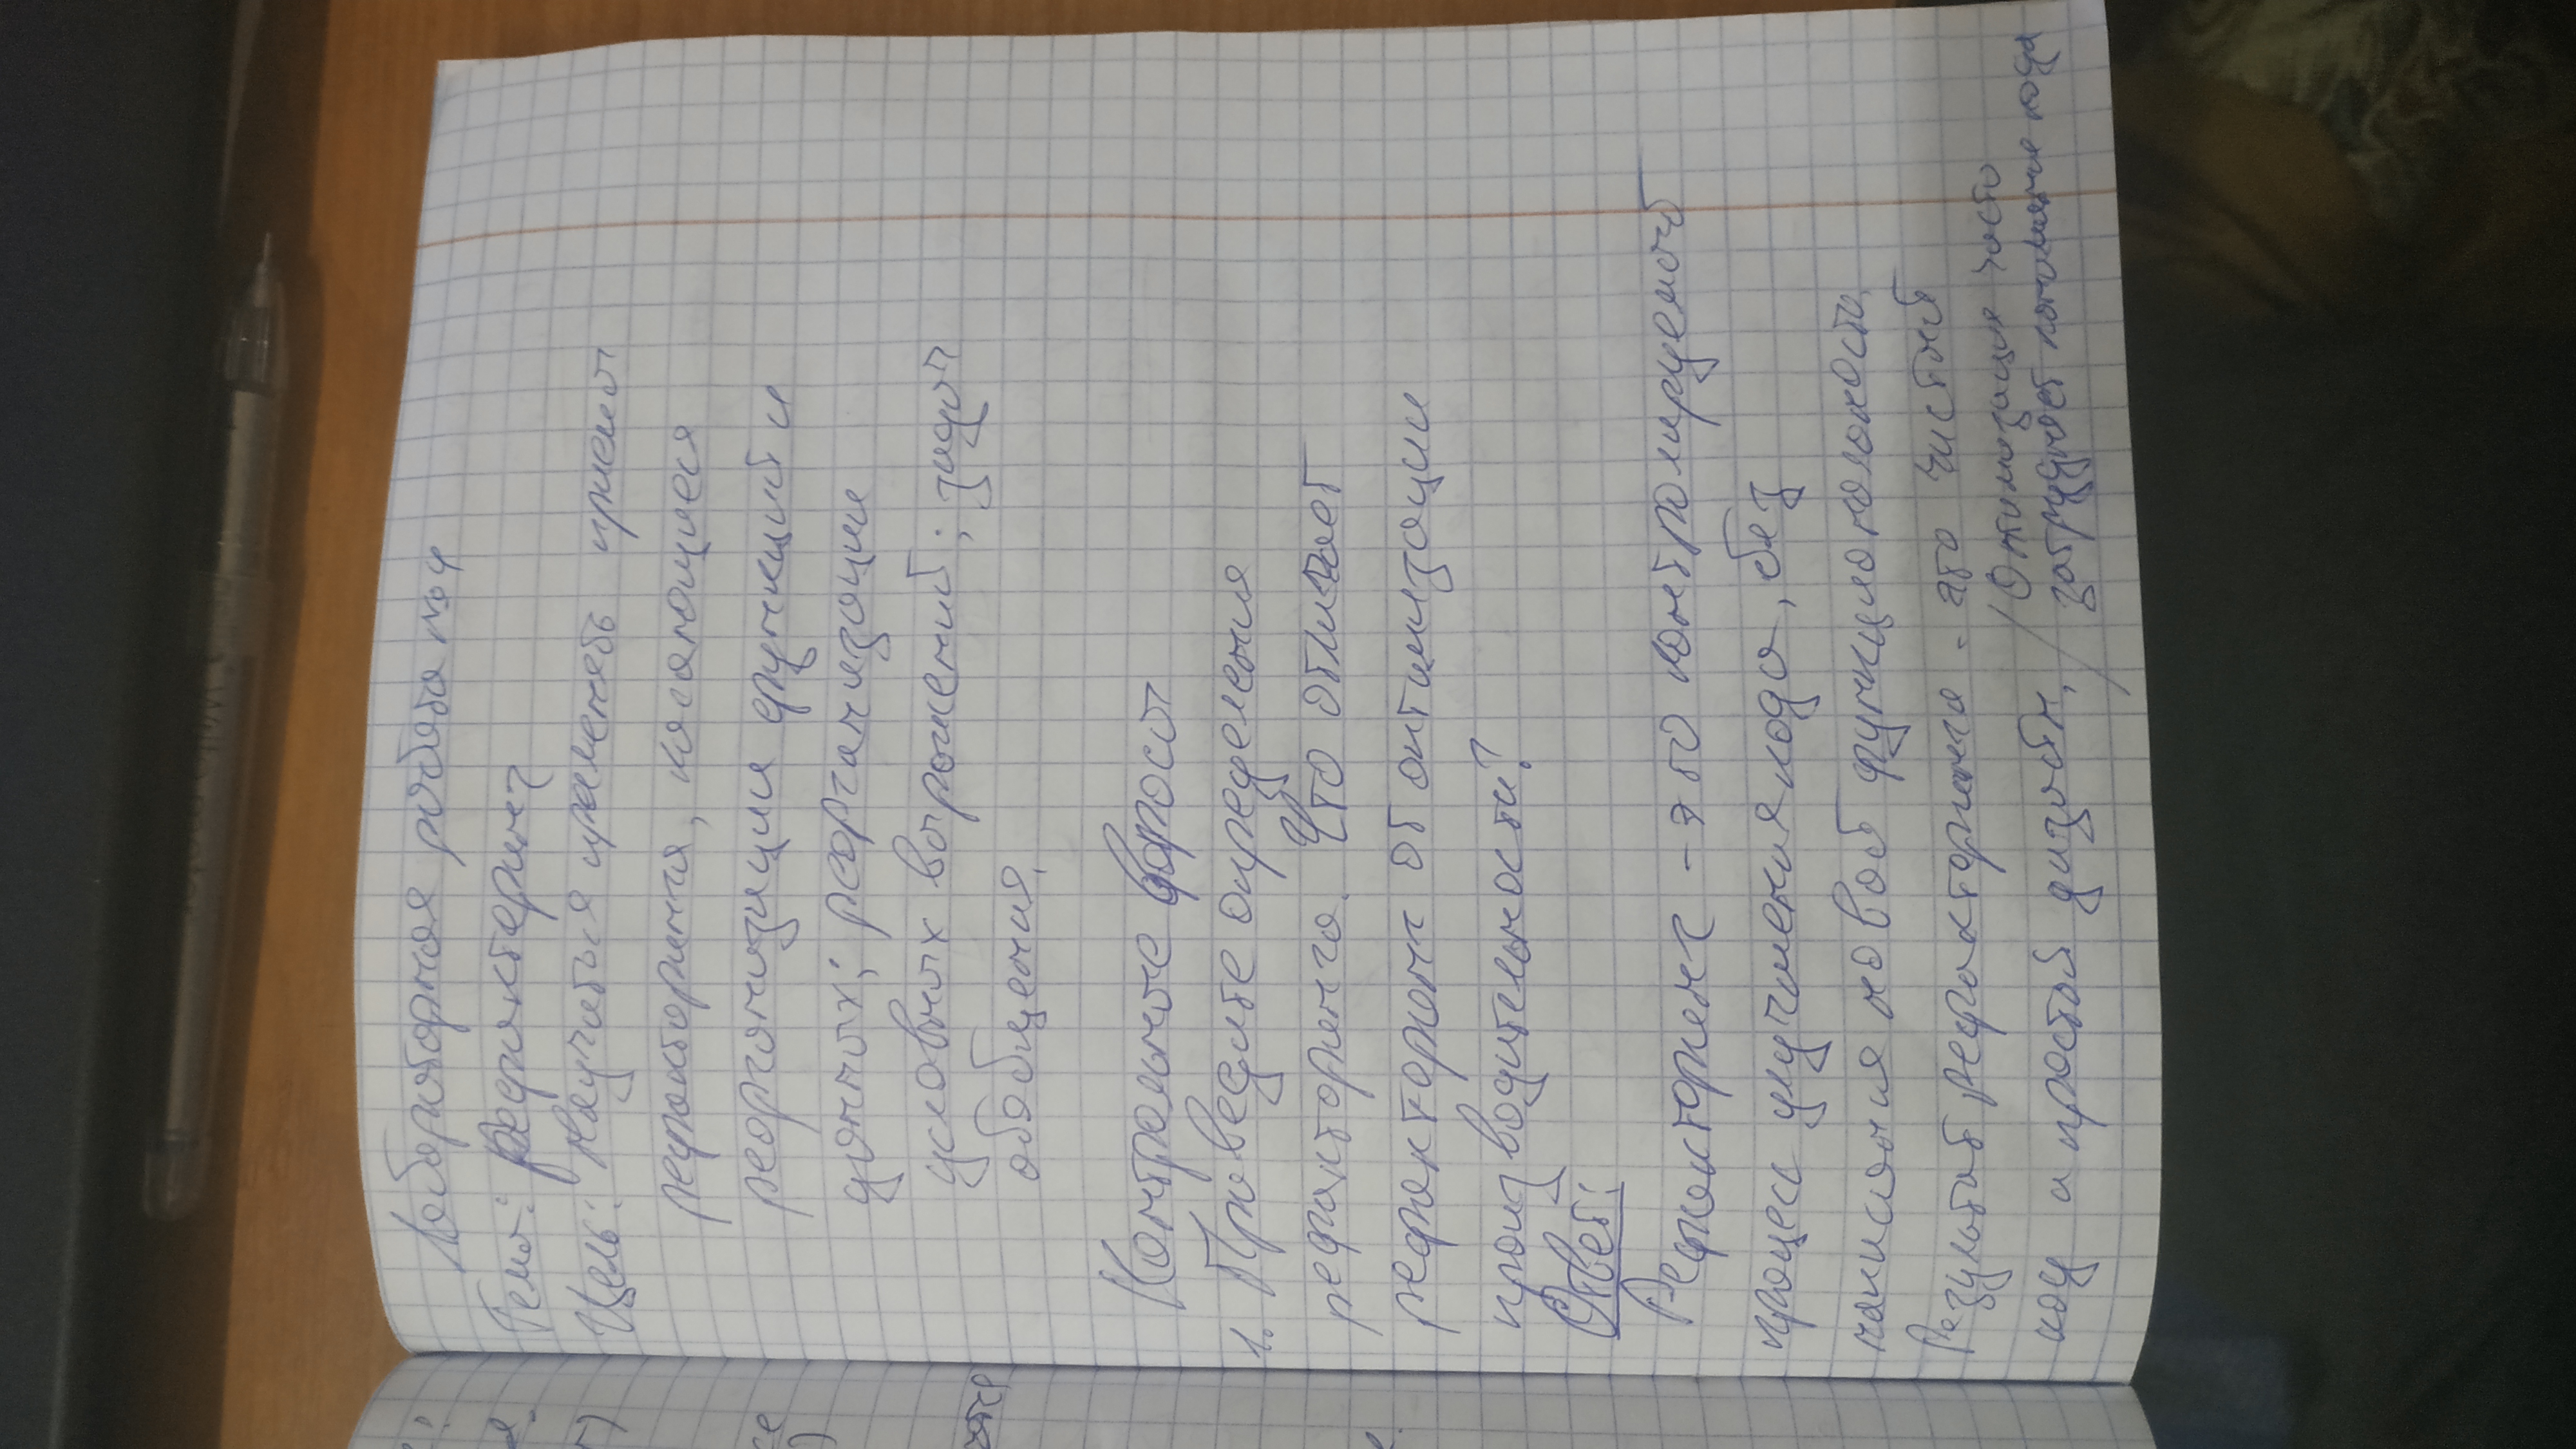 Лабораторная работа №4
Тема: Рефакторинг
Цель: Научиться применять приемы
рефакторинга, касающиеся
реорганизации функций и
данных; реорганизации
условных выражений; задач
обобщения.
Контрольные вопросы
1. Приведите определения
рефакторинга. Что отличает
рефакторинг от оптимизации
производительности?
Ответ:
Рефакторинг - это контролируемый
процесс улучшения кода, без
написания новой функциональности.
Результат рефакторинга - это чистый
код и простой дизайн.
/ Оптимизация часто
затрудняет понимание кода